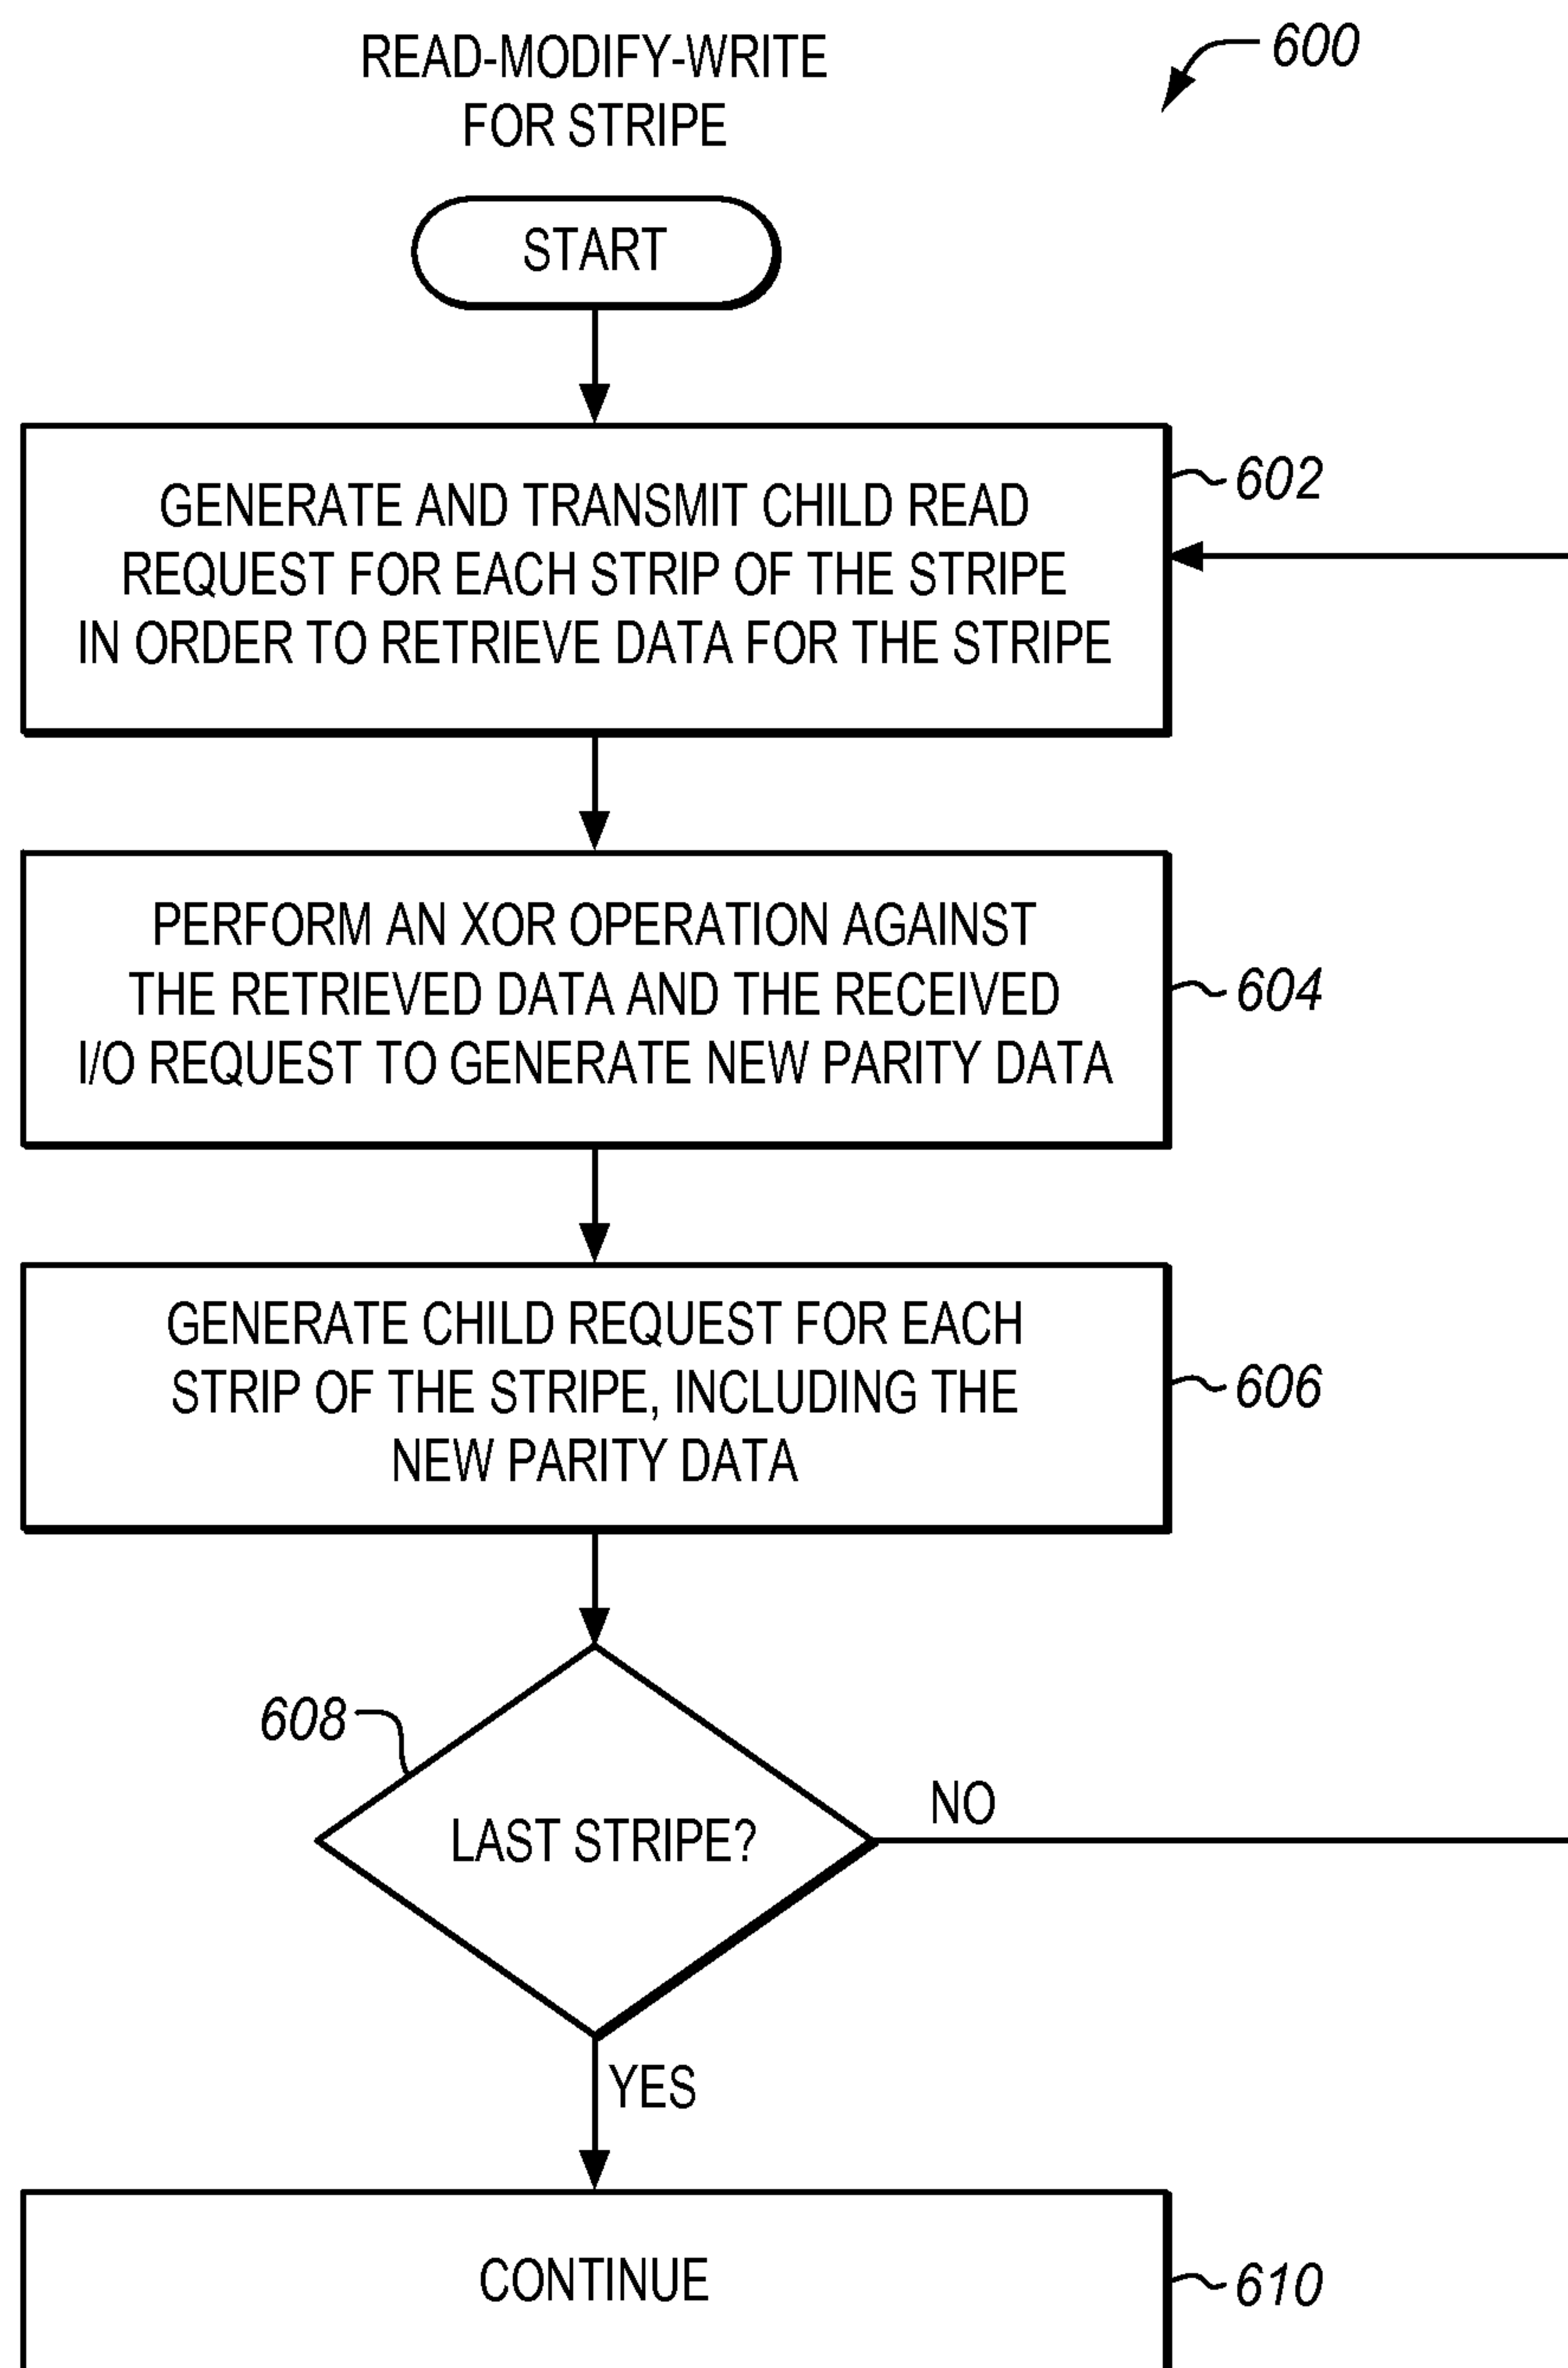 READ-MODIFY-WRITE
FOR STRIPE
600
START
GENERATE AND TRANSMIT CHILD READ
REQUEST FOR EACH STRIP OF THE STRIPE
IN ORDER TO RETRIEVE DATA FOR THE STRIPE
602
PERFORM AN XOR OPERATION AGAINST
THE RETRIEVED DATA AND THE RECEIVED
I/O REQUEST TO GENERATE NEW PARITY DATA
604
GENERATE CHILD REQUEST FOR EACH
STRIP OF THE STRIPE, INCLUDING THE
NEW PARITY DATA
606
608
LAST STRIPE?
NO
YES
CONTINUE
610